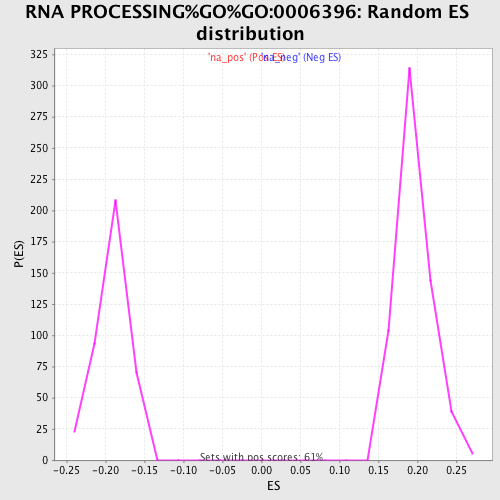 RNA PROCESSING%GO%GO:0006396: Random ES
distribution
'na_pos' (Pos ES) 'na_neg' (Neg ES)
325
300
275
250
225
200
175
150
125
100
75
50
25
0
P(ES)
Sets with pos scores: 61%
-0.25 -0.20 -0.15 -0.10 -0.05 0.00 0.05 0.10 0.15 0.20 0.25
ES